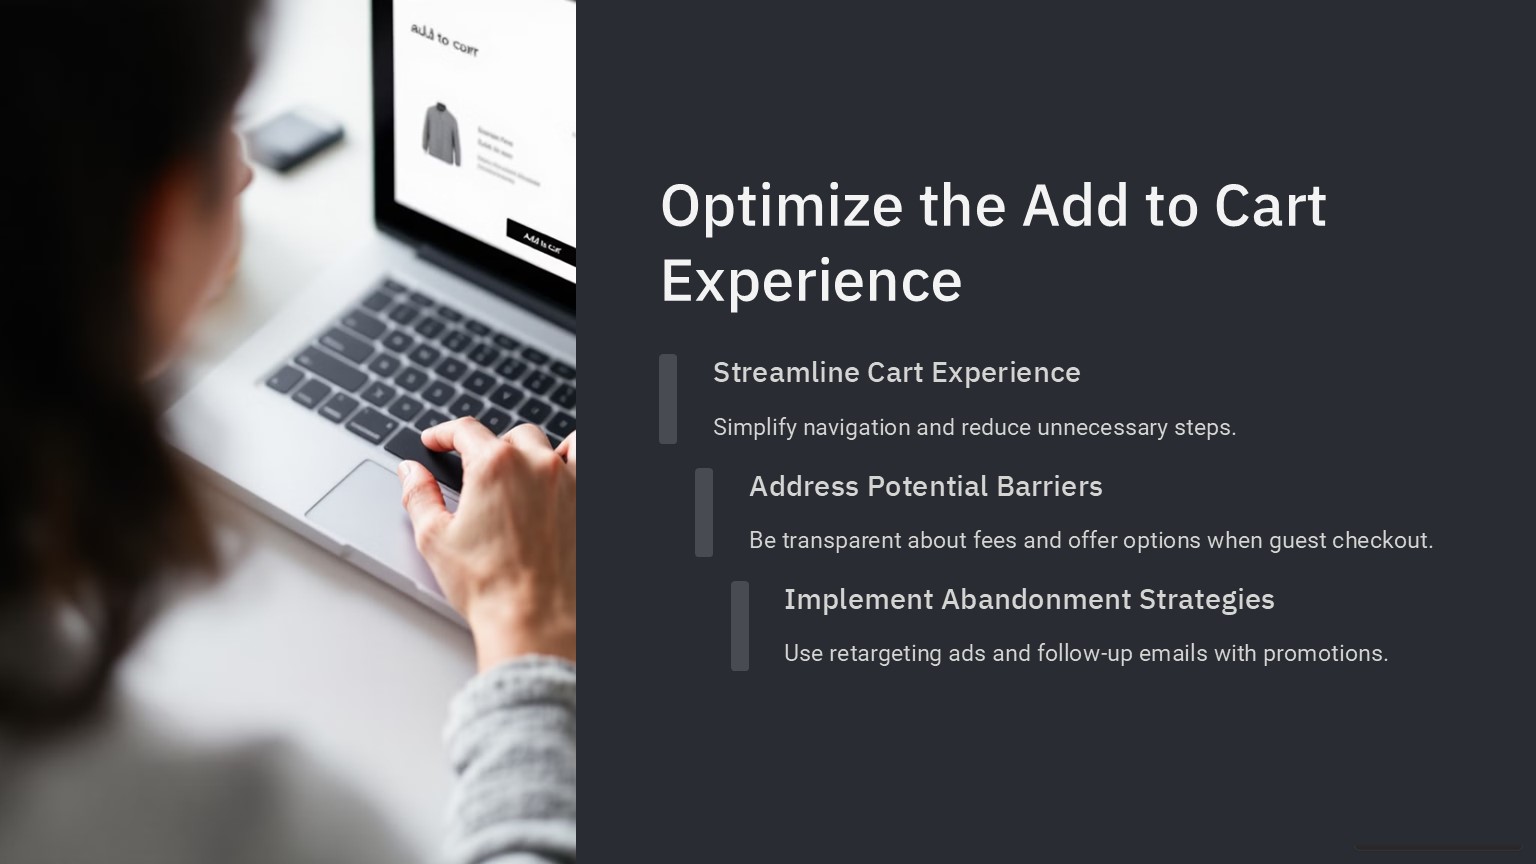 add to carr
Add to Car
Optimize the Add to Cart
Experience
Streamline Cart Experience
Simplify navigation and reduce unnecessary steps.
Address Potential Barriers
Be transparent about fees and offer options when guest checkout.
Implement Abandonment Strategies
Use retargeting ads and follow-up emails with promotions.